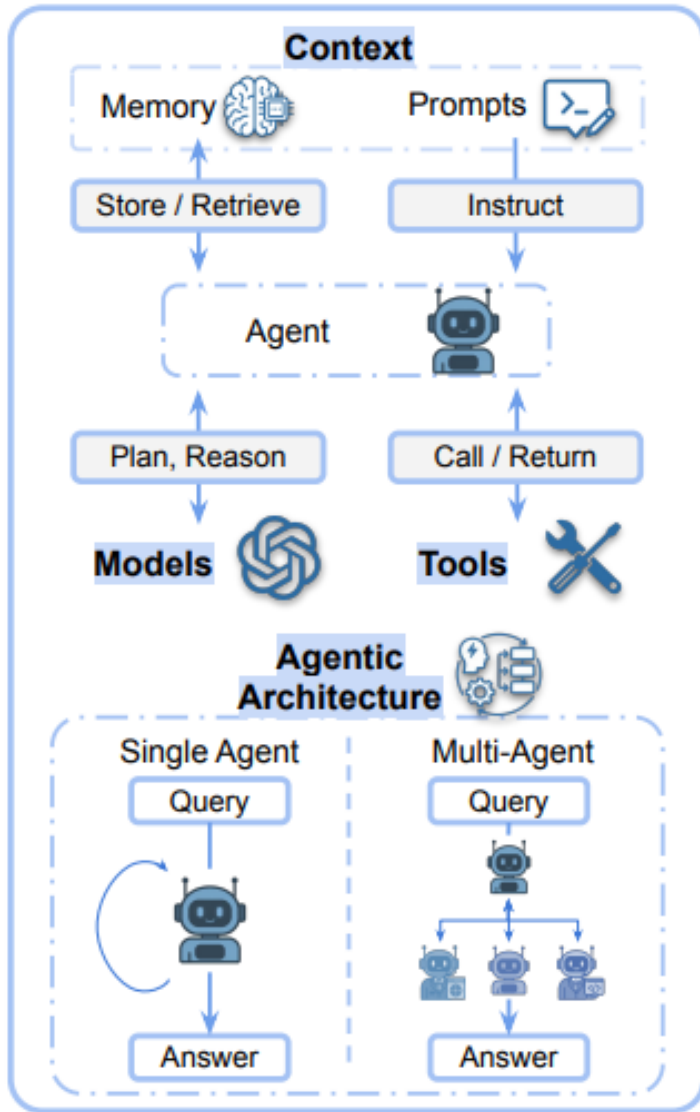 Context
Memory
Prompts
Store / Retrieve
Instruct
Agent
Plan, Reason
Call / Return
Models
Tools
Agentic
Architecture
Single Agent
Multi-Agent
Query
Query
Answer
Answer